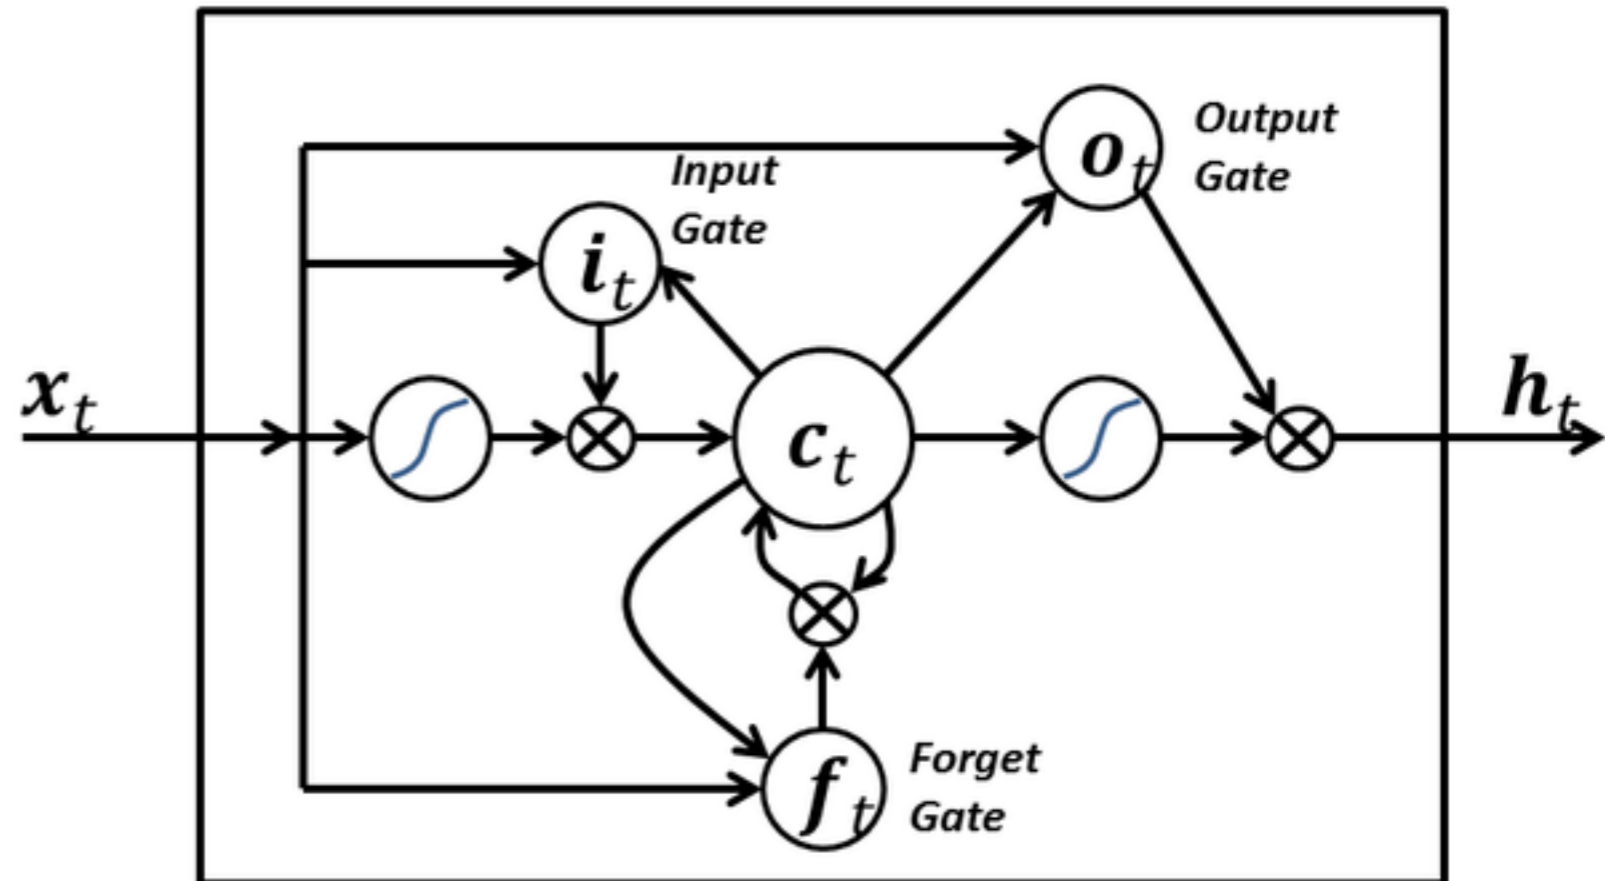 Output
Gate
o_t
Input
Gate
i_t
x_t
c_t
h_t
f_t
Forget
Gate